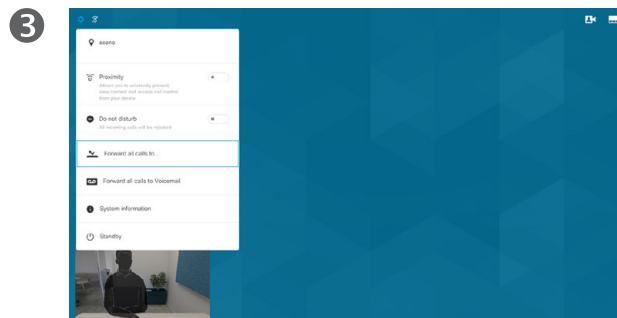 3
Proximity
Allows you to wirelessly present,
view content and access call control
from your device
Do not disturb
All incoming calls will be rejected
Forward all calls to...
Forward all calls to Voicemail
System information
Standby